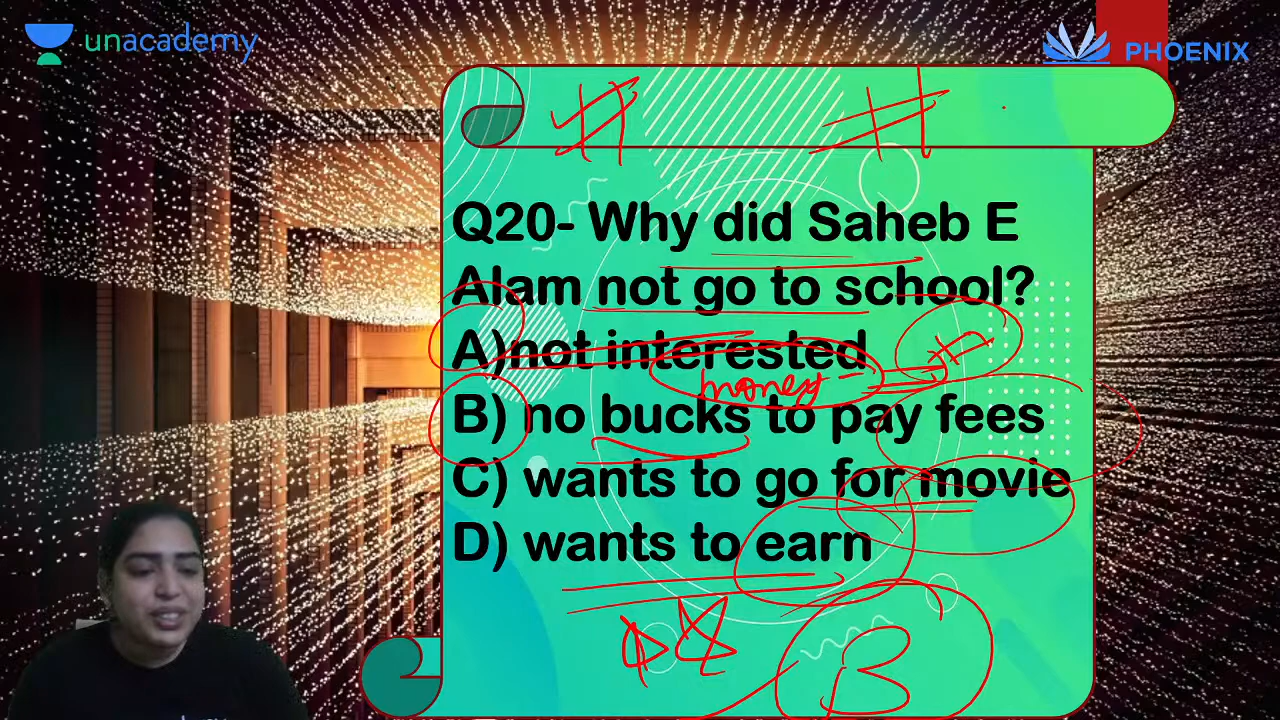 unacademy
PHOENIX
Q20- Why did Saheb E
Alam not go to school?
A)not interested
money
B) no bucks to pay fees
C) wants to go for movie
D) wants to earn
B